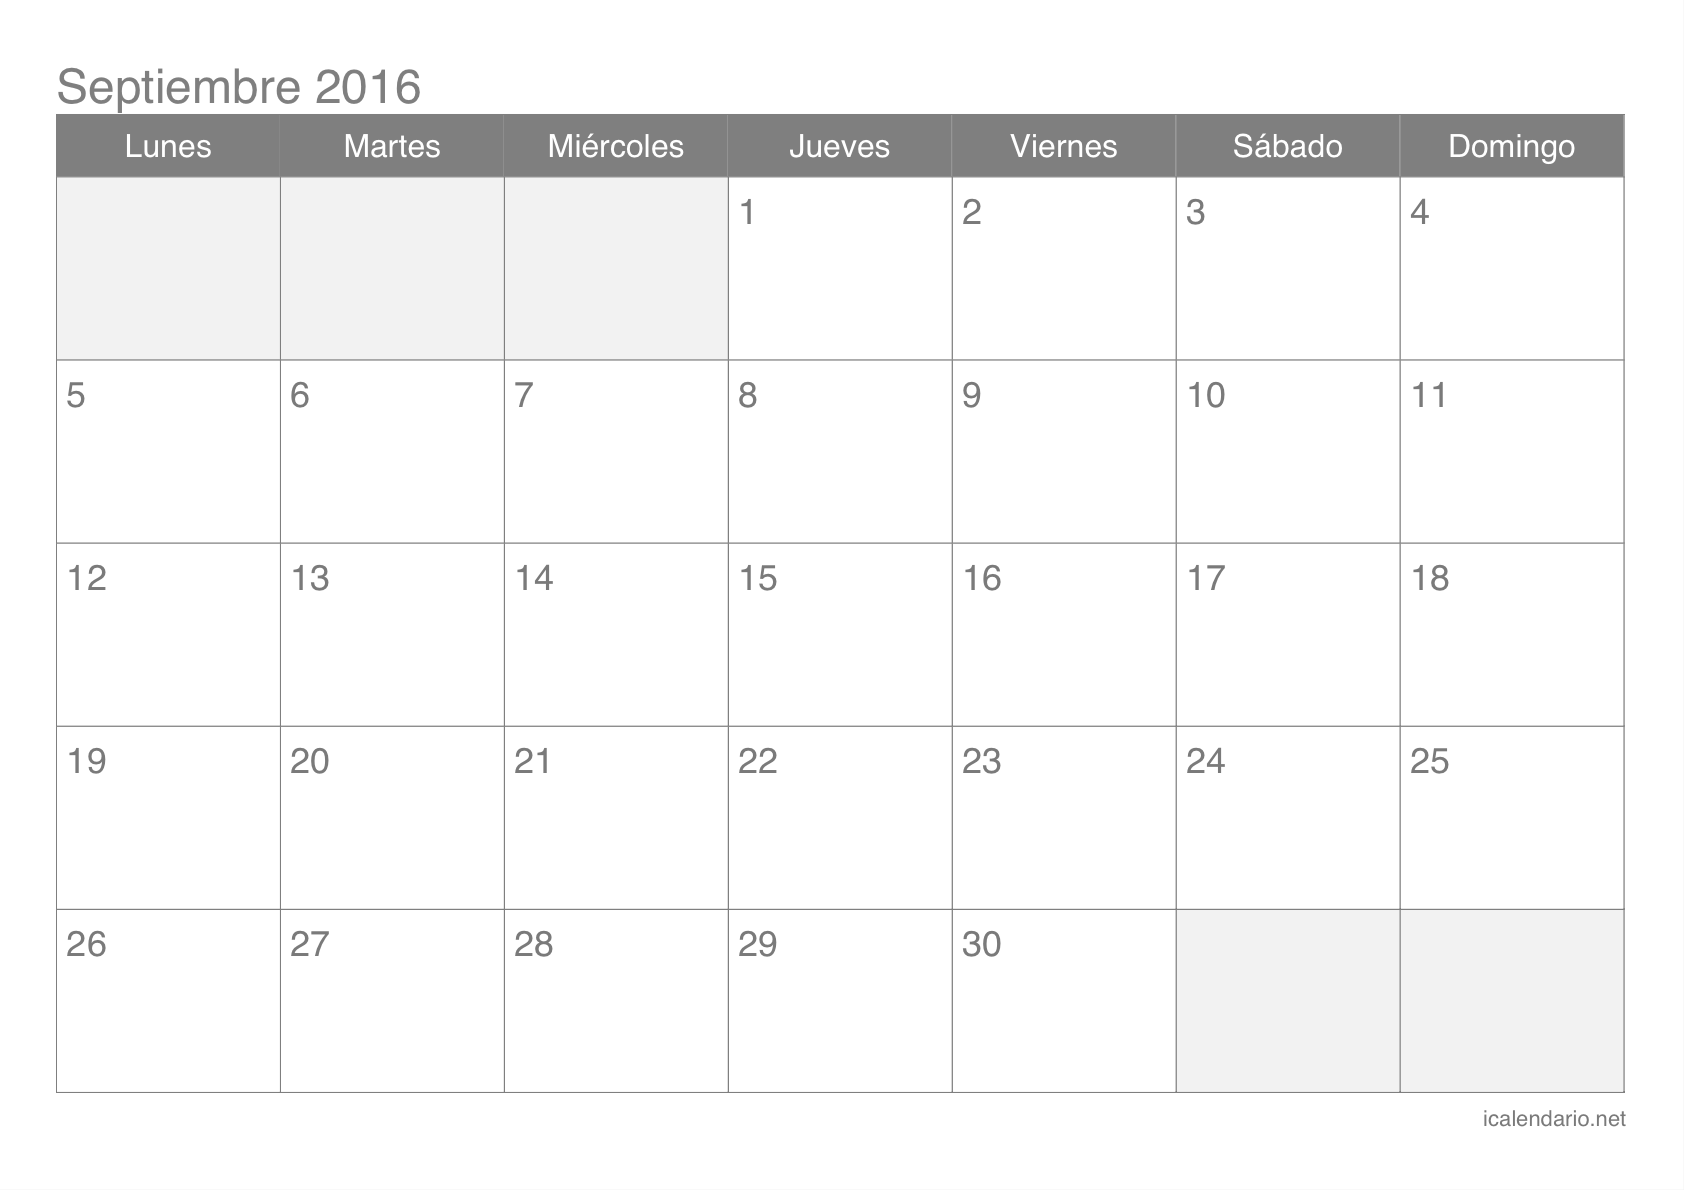 Septiembre 2016
Lunes Martes Miércoles Jueves Viernes Sábado Domingo
1 2 3 4
5 6 7 8 9 10 11
12 13 14 15 16 17 18
19 20 21 22 23 24 25
26 27 28 29 30
icalendario.net